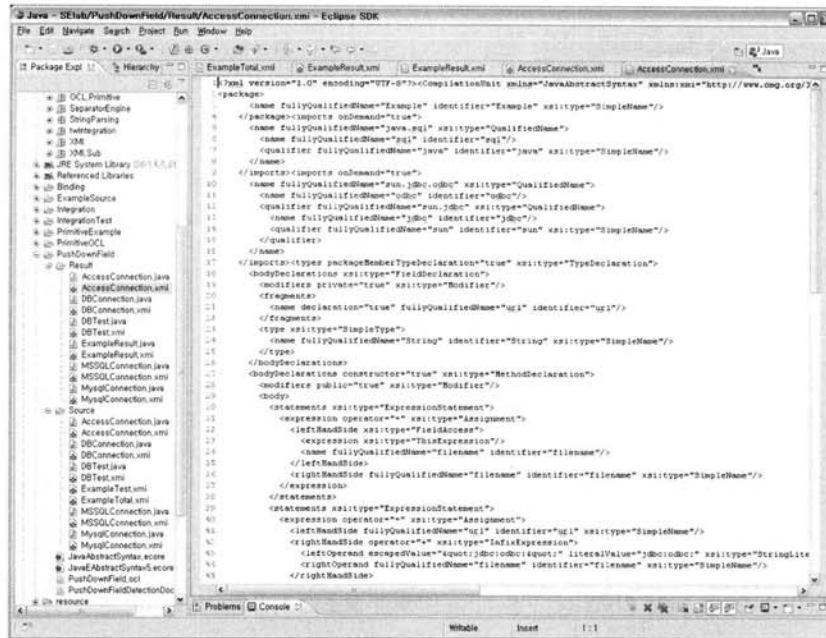 Java - SElab/PushDownField/Result/AccessConnection.xmi - Eclipse SDK
File Edit Navigate Search Project Run Window Help
Java
Package Expl Hierarchy
ExampleTotal.xmi ExampleResult.xmi ExampleResult.xmi AccessConnection.xmi AccessConnection.xmi
OCL.Primitive
SeparatorEngine
StringParsing
twIntegration
XMI
XMI.Sub
JRE System Library
Referenced Libraries
Binding
ExampleSource
Integration
IntegrationTest
PrimitiveExample
PrimitiveOCL
PushDownField
Result
AccessConnection.java
AccessConnection.xmi
DBConnection.java
DBConnection.xmi
DBTest.java
DBTest.xmi
ExampleResult.java
ExampleResult.xmi
MSSQLConnection.java
MSSQLConnection.xmi
MysqlConnection.java
MysqlConnection.xmi
Source
AccessConnection.java
AccessConnection.xmi
DBConnection.java
DBConnection.xmi
DBTest.java
DBTest.xmi
ExampleTest.xmi
ExampleTotal.xmi
MSSQLConnection.java
MSSQLConnection.xmi
MysqlConnection.java
MysqlConnection.xmi
JavaAbstractSyntax.ecore
JavaEAbstractSyntax5.ecore
PushDownField.ocl
PushDownFieldDetectionDoc
resource
<?xml version="1.0" encoding="UTF-8"?><CompilationUnit xmlns="JavaAbstractSyntax" xmlns:xmi="http://www.omg.org/X
<package>
<name fullyQualifiedName="Example" identifier="Example" xsi:type="SimpleName"/>
</package><imports onDemand="true">
<name fullyQualifiedName="java.sql" xsi:type="QualifiedName">
<name fullyQualifiedName="sql" identifier="sql"/>
<qualifier fullyQualifiedName="java" identifier="java" xsi:type="SimpleName"/>
</name>
</imports><imports onDemand="true">
<name fullyQualifiedName="sun.jdbc.odbc" xsi:type="QualifiedName">
<name fullyQualifiedName="odbc" identifier="odbc"/>
<qualifier fullyQualifiedName="sun.jdbc" xsi:type="QualifiedName">
<name fullyQualifiedName="jdbc" identifier="jdbc"/>
<qualifier fullyQualifiedName="sun" identifier="sun" xsi:type="SimpleName"/>
</qualifier>
</name>
</imports><types packageMemberTypeDeclaration="true" xsi:type="TypeDeclaration">
<bodyDeclarations xsi:type="FieldDeclaration">
<modifiers private="true" xsi:type="Modifier"/>
<fragments>
<name declaration="true" fullyQualifiedName="url" identifier="url"/>
</fragments>
<type xsi:type="SimpleType">
<name fullyQualifiedName="String" identifier="String" xsi:type="SimpleName"/>
</type>
</bodyDeclarations>
<bodyDeclarations constructor="true" xsi:type="MethodDeclaration">
<modifiers public="true" xsi:type="Modifier"/>
<body>
<statements xsi:type="ExpressionStatement">
<expression operator="=" xsi:type="Assignment">
<leftHandSide xsi:type="FieldAccess">
<expression xsi:type="ThisExpression"/>
<name fullyQualifiedName="filename" identifier="filename"/>
</leftHandSide>
<rightHandSide fullyQualifiedName="filename" identifier="filename" xsi:type="SimpleName"/>
</expression>
</statements>
<statements xsi:type="ExpressionStatement">
<expression operator="=" xsi:type="Assignment">
<leftHandSide fullyQualifiedName="url" identifier="url" xsi:type="SimpleName"/>
<rightHandSide operator="+" xsi:type="InfixExpression">
<leftOperand escapedValue="&quot;jdbc:odbc:&quot;" literalValue="jdbc:odbc:" xsi:type="StringLite
<rightOperand fullyQualifiedName="filename" identifier="filename" xsi:type="SimpleName"/>
</rightHandSide>
Problems Console
Writable Insert 1 : 1